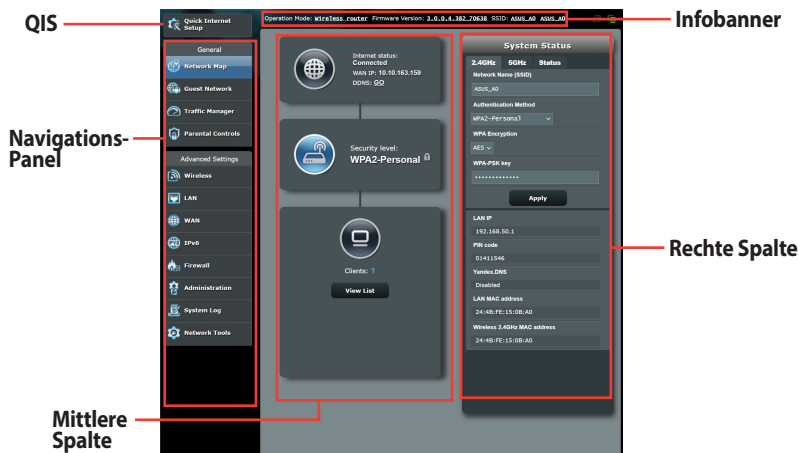 QIS
Quick Internet
Setup
Operation Mode: Wireless router Firmware Version: 3.0.0.4.382_70638 SSID: ASUS_A0 ASUS_A0
Infobanner
Navigations-
Panel
General
Network Map
Guest Network
Traffic Manager
Parental Controls
Advanced Settings
Wireless
LAN
WAN
IPv6
Firewall
Administration
System Log
Network Tools
Internet status:
Connected
WAN IP: 10.10.163.159
DDNS: GO
Security level:
WPA2-Personal
Clients: 1
View List
Mittlere
Spalte
System Status
2.4GHz 5GHz Status
Network Name (SSID)
ASUS_A0
Authentication Method
WPA2-Personal
WPA Encryption
AES
WPA-PSK key
•••••••••••••
Apply
LAN IP
192.168.50.1
PIN code
01411546
Yandex.DNS
Disabled
LAN MAC address
24:4B:FE:15:0B:A0
Wireless 2.4GHz MAC address
24:4B:FE:15:0B:A0
Rechte Spalte